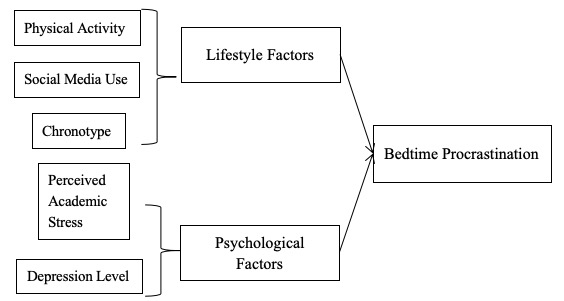 Physical Activity
Lifestyle Factors
Social Media Use
Chronotype
Bedtime Procrastination
Perceived
Academic
Stress
Psychological
Factors
Depression Level